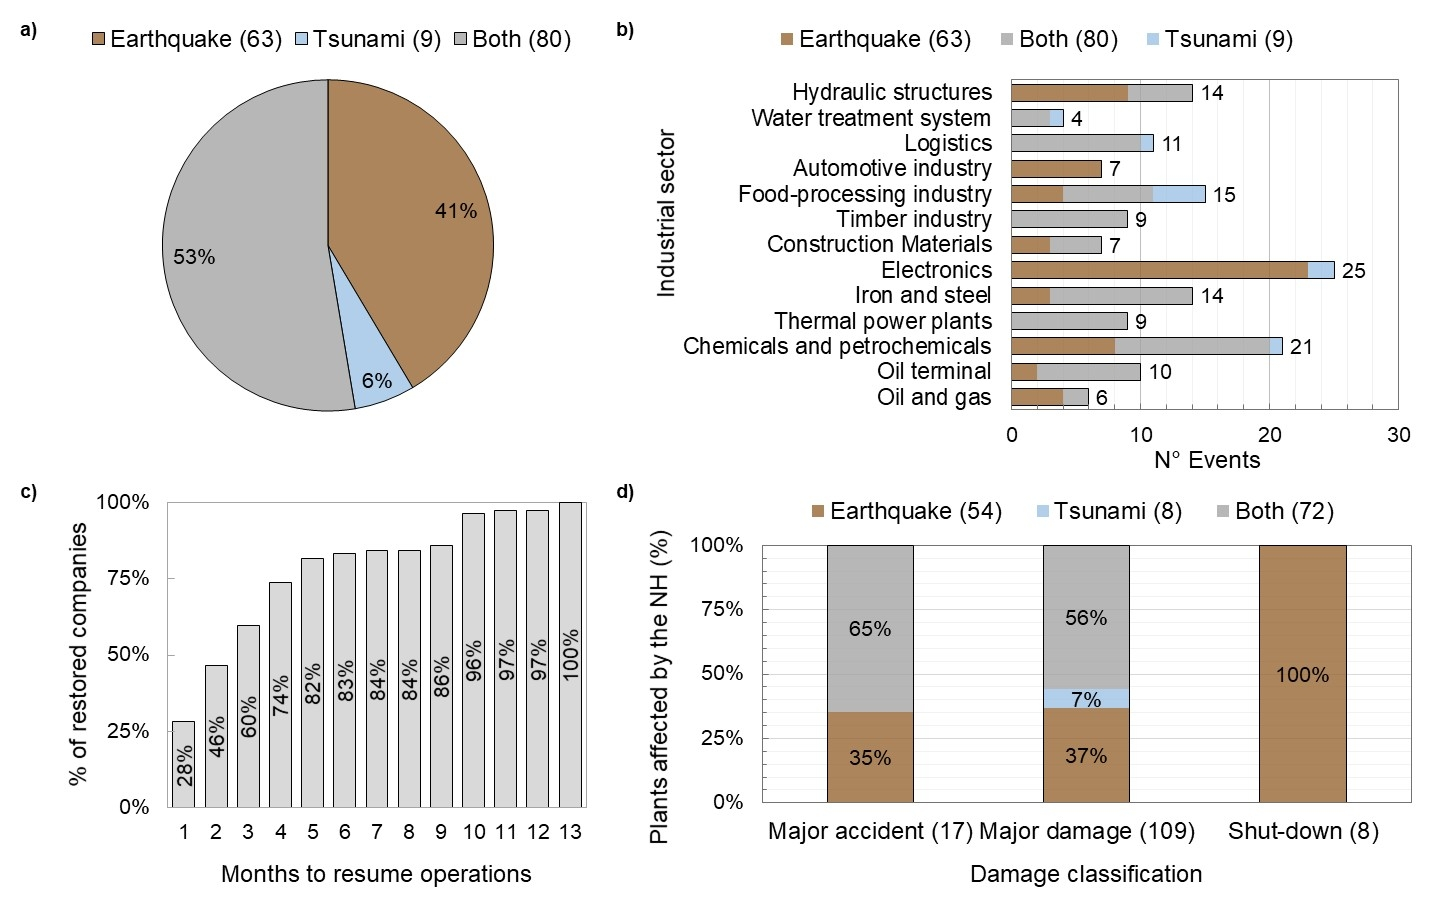 a)
Earthquake (63) Tsunami (9) Both (80)
41%
53%
6%
b)
Earthquake (63) Both (80) Tsunami (9)
Industrial sector
Hydraulic structures 14
Water treatment system 4
Logistics 11
Automotive industry 7
Food-processing industry 15
Timber industry 9
Construction Materials 7
Electronics 25
Iron and steel 14
Thermal power plants 9
Chemicals and petrochemicals 21
Oil terminal 10
Oil and gas 6
0 10 20 30
N° Events
c)
% of restored companies
100%
75%
50%
25%
0%
28% 46% 60% 74% 82% 83% 84% 84% 86% 96% 97% 97% 100%
1 2 3 4 5 6 7 8 9 10 11 12 13
Months to resume operations
d)
Earthquake (54) Tsunami (8) Both (72)
Plants affected by the NH (%)
100%
75%
50%
25%
0%
65% 56%
100%
7%
35% 37%
Major accident (17) Major damage (109) Shut-down (8)
Damage classification